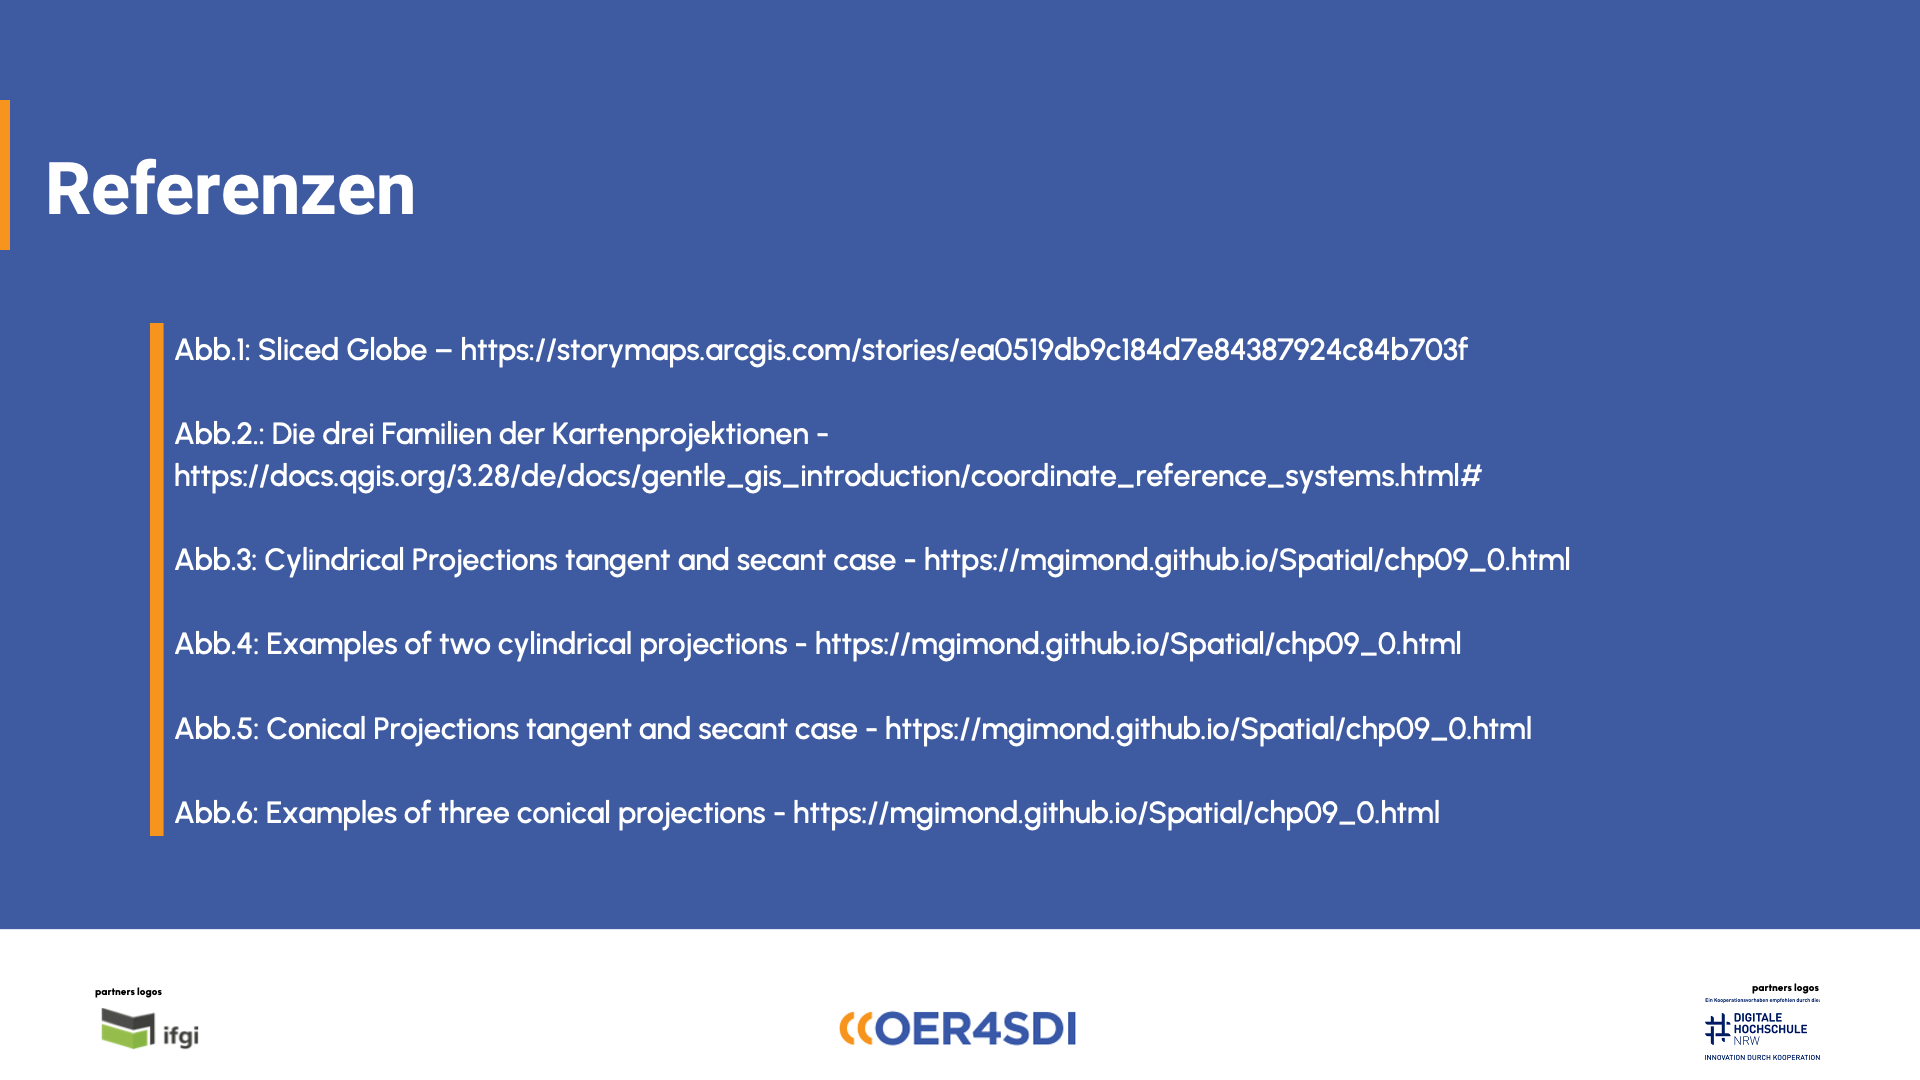 Referenzen
Abb.1: Sliced Globe – https://storymaps.arcgis.com/stories/ea0519db9c184d7e84387924c84b703f
Abb.2.: Die drei Familien der Kartenprojektionen -
https://docs.qgis.org/3.28/de/docs/gentle_gis_introduction/coordinate_reference_systems.html#
Abb.3: Cylindrical Projections tangent and secant case - https://mgimond.github.io/Spatial/chp09_0.html
Abb.4: Examples of two cylindrical projections - https://mgimond.github.io/Spatial/chp09_0.html
Abb.5: Conical Projections tangent and secant case - https://mgimond.github.io/Spatial/chp09_0.html
Abb.6: Examples of three conical projections - https://mgimond.github.io/Spatial/chp09_0.html
partners logos
ifgi
OER4SDI
partners logos
Ein Kooperationsvorhaben empfohlen durch die:
DIGITALE
HOCHSCHULE
NRW
INNOVATION DURCH KOOPERATION